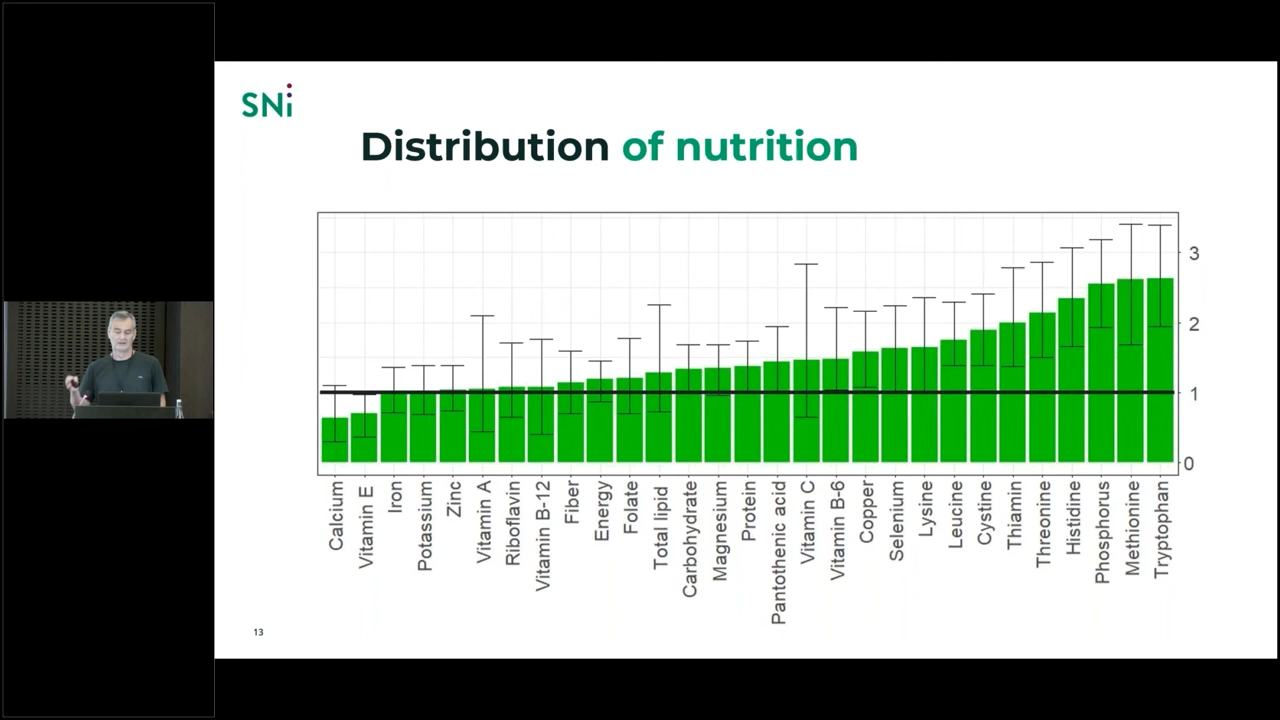 SNi
Distribution of nutrition
3
2
1
0
Calcium
Vitamin E
Iron
Potassium
Zinc
Vitamin A
Riboflavin
Vitamin B-12
Fiber
Energy
Folate
Total lipid
Carbohydrate
Magnesium
Protein
Pantothenic acid
Vitamin C
Vitamin B-6
Copper
Selenium
Lysine
Leucine
Cystine
Thiamin
Threonine
Histidine
Phosphorus
Methionine
Tryptophan
13